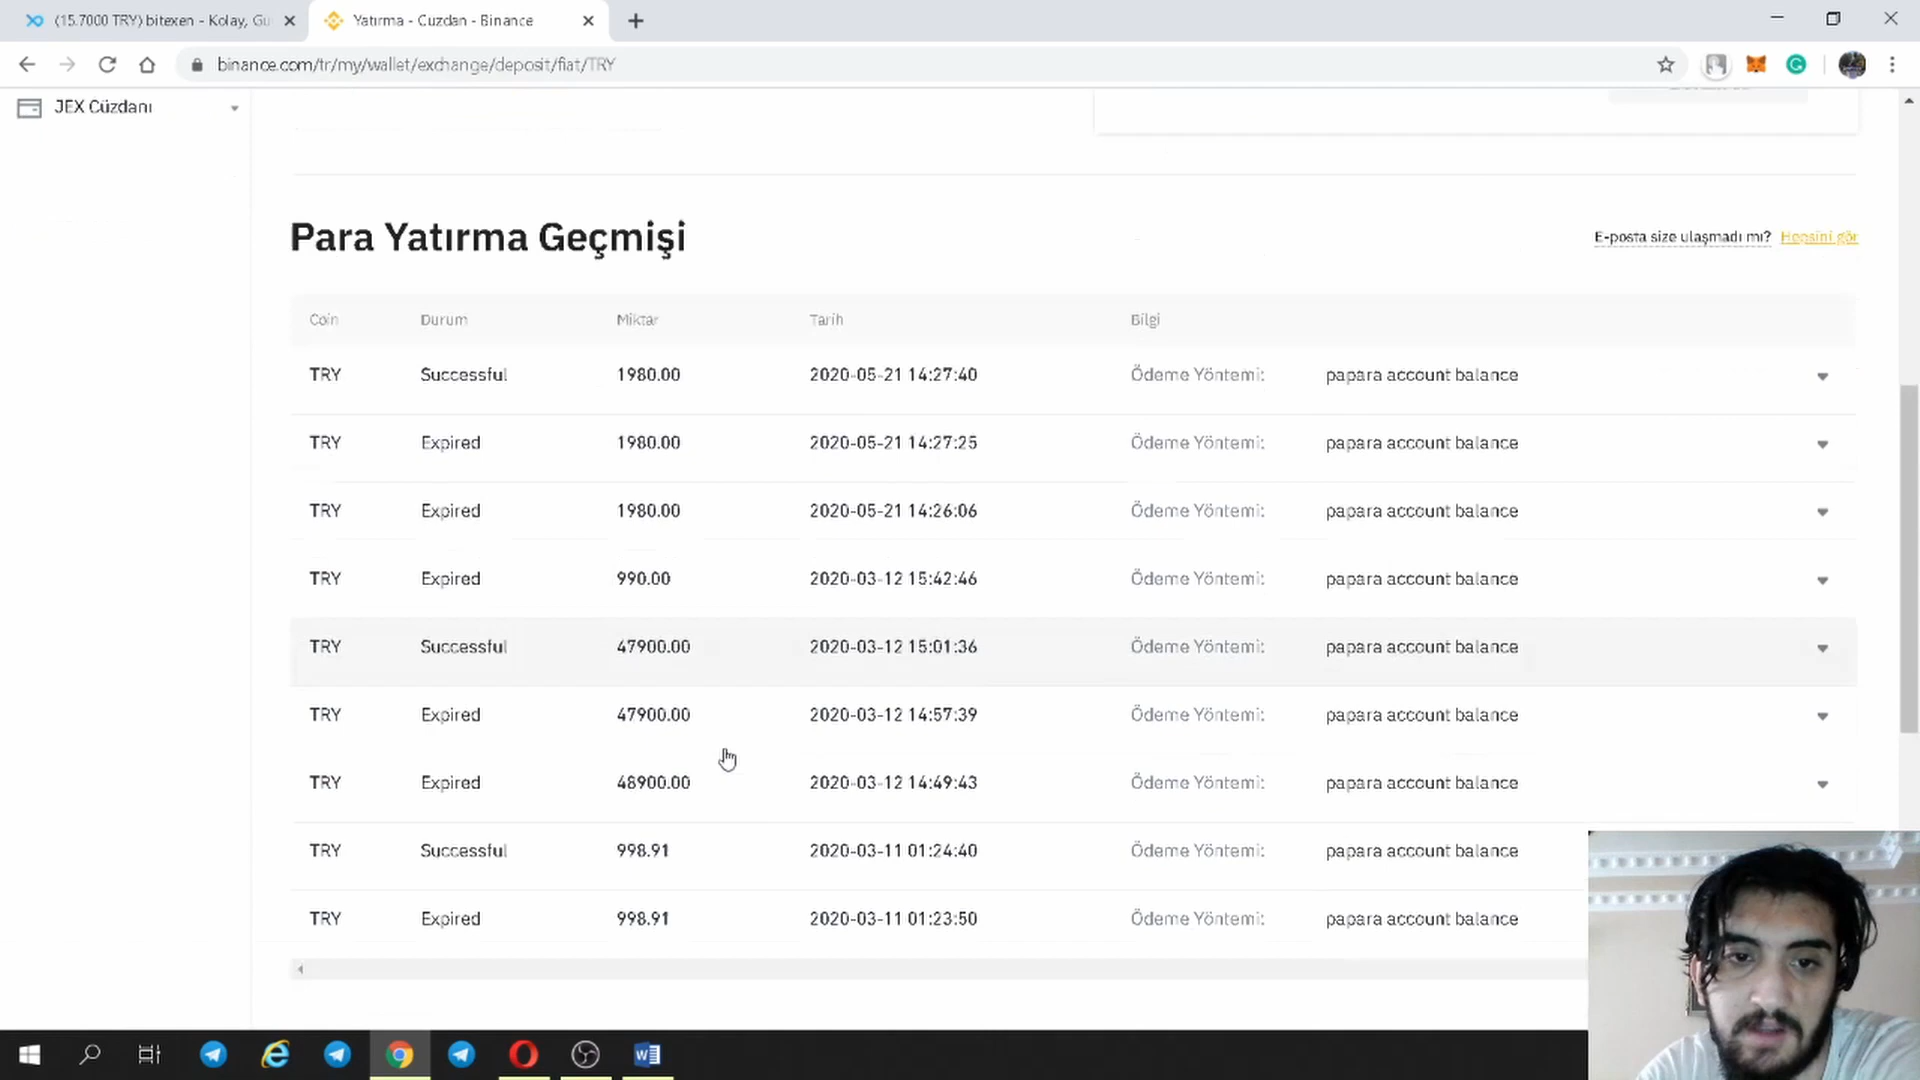 (15.7000 TRY) bitexen - Kolay, Gü
Yatırma - Cüzdan - Binance
binance.com/tr/my/wallet/exchange/deposit/fiat/TRY
JEX Cüzdanı
Para Yatırma Geçmişi
E-posta size ulaşmadı mı? Hepsini gör
Coin Durum Miktar Tarih Bilgi
TRY Successful 1980.00 2020-05-21 14:27:40 Ödeme Yöntemi: papara account balance
TRY Expired 1980.00 2020-05-21 14:27:25 Ödeme Yöntemi: papara account balance
TRY Expired 1980.00 2020-05-21 14:26:06 Ödeme Yöntemi: papara account balance
TRY Expired 990.00 2020-03-12 15:42:46 Ödeme Yöntemi: papara account balance
TRY Successful 47900.00 2020-03-12 15:01:36 Ödeme Yöntemi: papara account balance
TRY Expired 47900.00 2020-03-12 14:57:39 Ödeme Yöntemi: papara account balance
TRY Expired 48900.00 2020-03-12 14:49:43 Ödeme Yöntemi: papara account balance
TRY Successful 998.91 2020-03-11 01:24:40 Ödeme Yöntemi: papara account balance
TRY Expired 998.91 2020-03-11 01:23:50 Ödeme Yöntemi: papara account balance